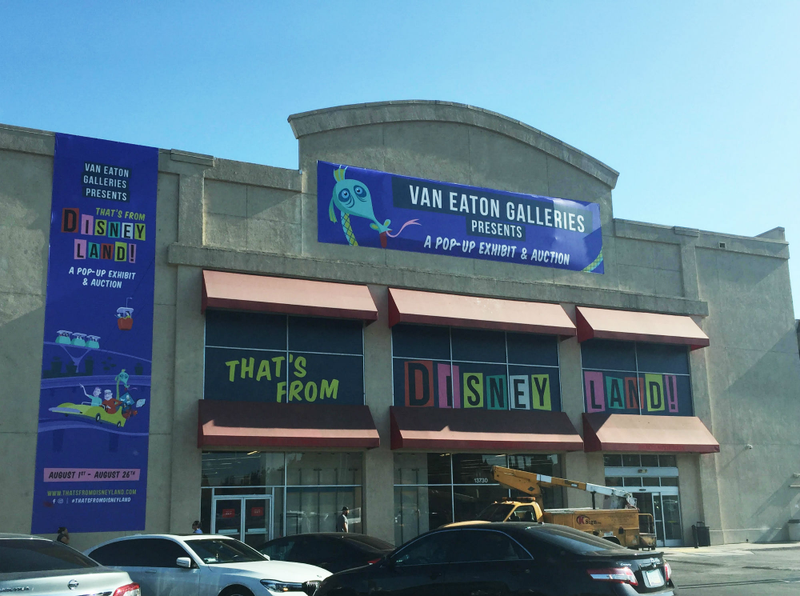 VAN EATON
GALLERIES
PRESENTS
THAT'S FROM
DISNEY
LAND!
A POP-UP EXHIBIT
& AUCTION
AUGUST 1ST - AUGUST 26TH
WWW.THATSFROMDISNEYLAND.COM
#THATSFROMDISNEYLAND
VAN EATON GALLERIES
PRESENTS
A POP-UP EXHIBIT & AUCTION
THAT'S
FROM
DISNEY
LAND!